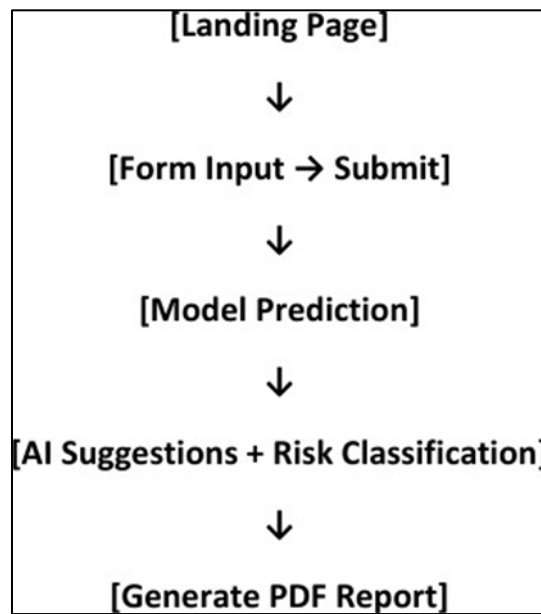 [Landing Page]
↓
[Form Input → Submit]
↓
[Model Prediction]
↓
[AI Suggestions + Risk Classification]
↓
[Generate PDF Report]